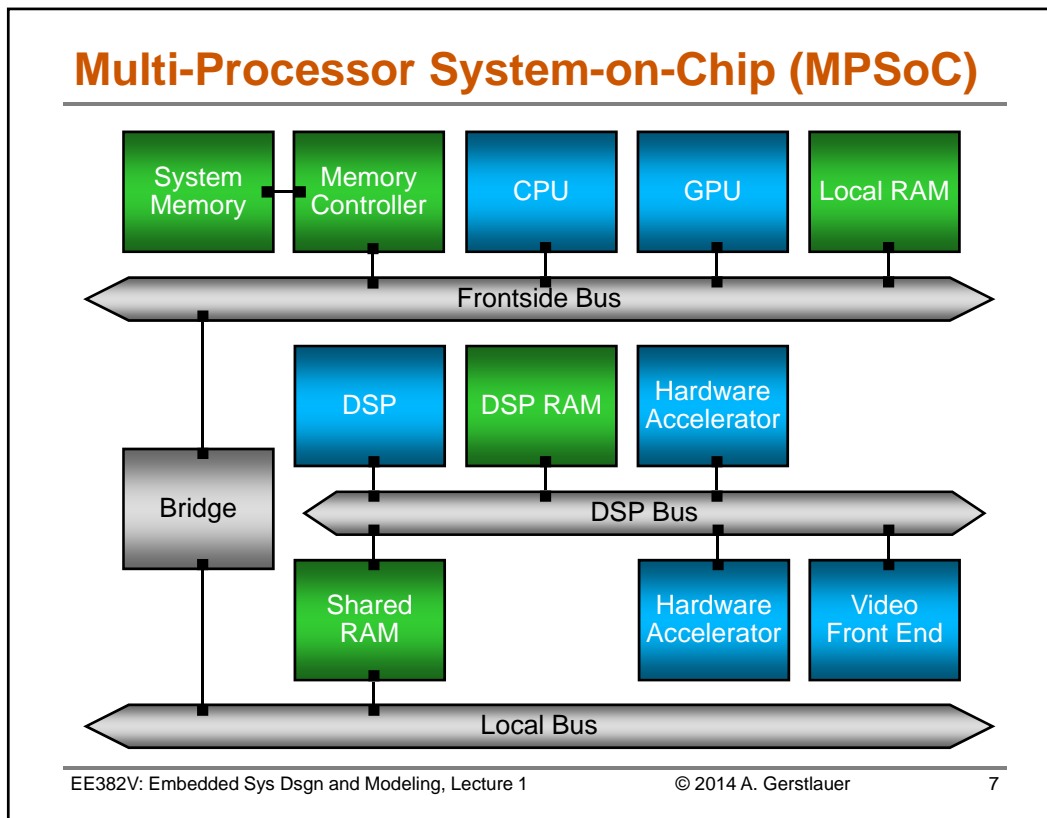 Multi-Processor System-on-Chip (MPSoC)
System
Memory
Memory
Controller
CPU
GPU
Local RAM
Frontside Bus
DSP
DSP RAM
Hardware
Accelerator
Bridge
DSP Bus
Shared
RAM
Hardware
Accelerator
Video
Front End
Local Bus
EE382V: Embedded Sys Dsgn and Modeling, Lecture 1
© 2014 A. Gerstlauer
7